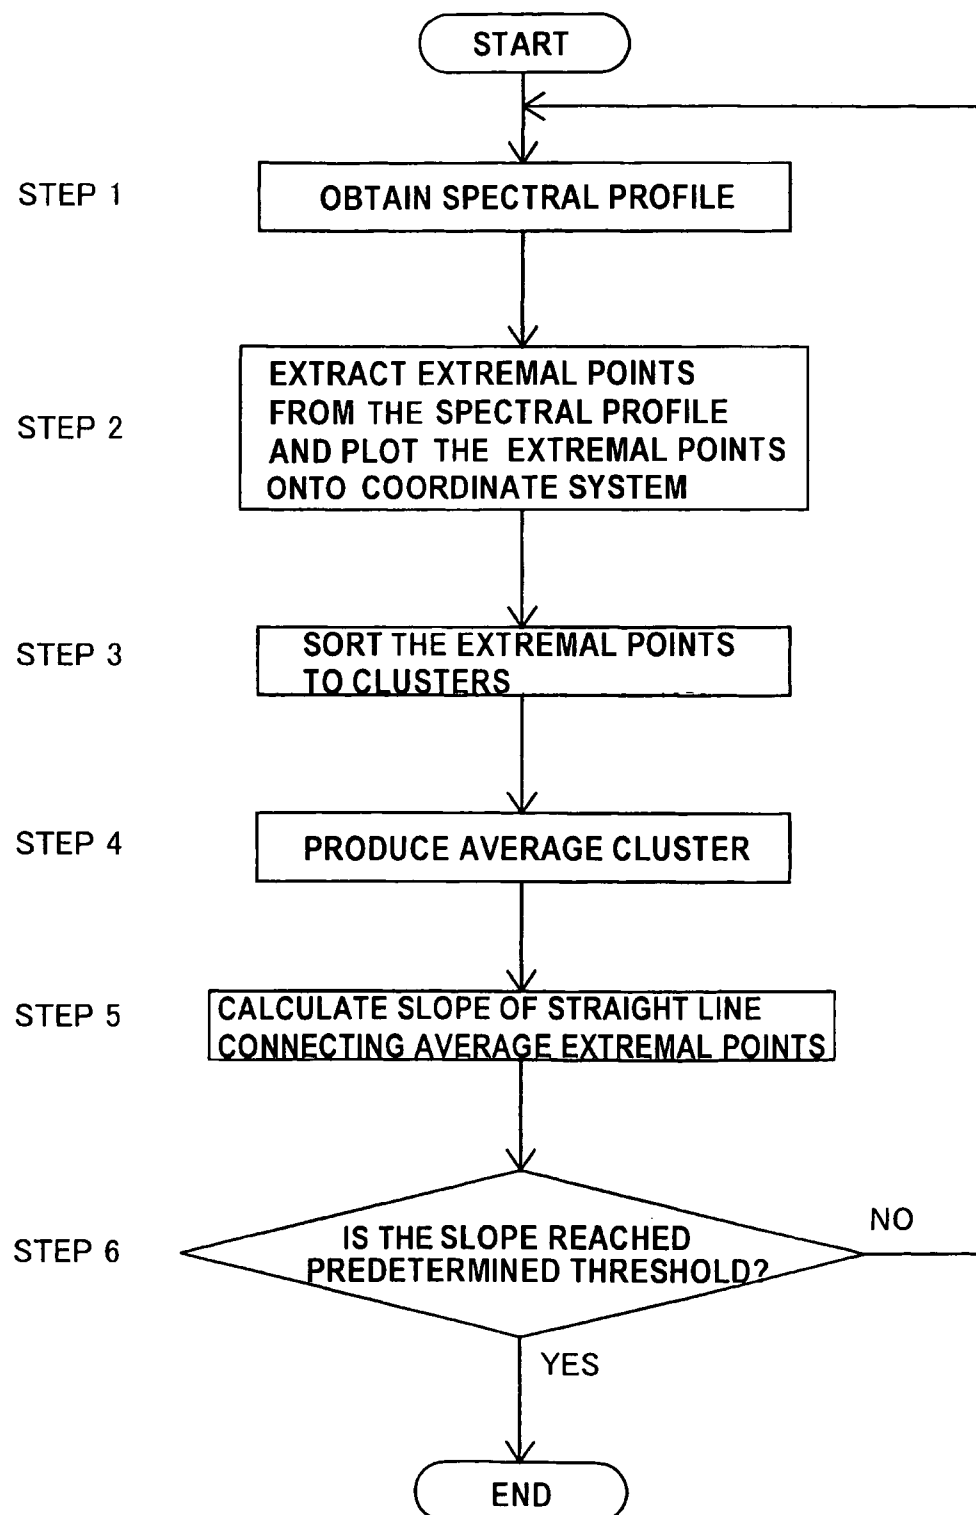 START
STEP 1
OBTAIN SPECTRAL PROFILE
STEP 2
EXTRACT EXTREMAL POINTS
FROM THE SPECTRAL PROFILE
AND PLOT THE EXTREMAL POINTS
ONTO COORDINATE SYSTEM
STEP 3
SORT THE EXTREMAL POINTS
TO CLUSTERS
STEP 4
PRODUCE AVERAGE CLUSTER
STEP 5
CALCULATE SLOPE OF STRAIGHT LINE
CONNECTING AVERAGE EXTREMAL POINTS
STEP 6
IS THE SLOPE REACHED
PREDETERMINED THRESHOLD?
NO
YES
END